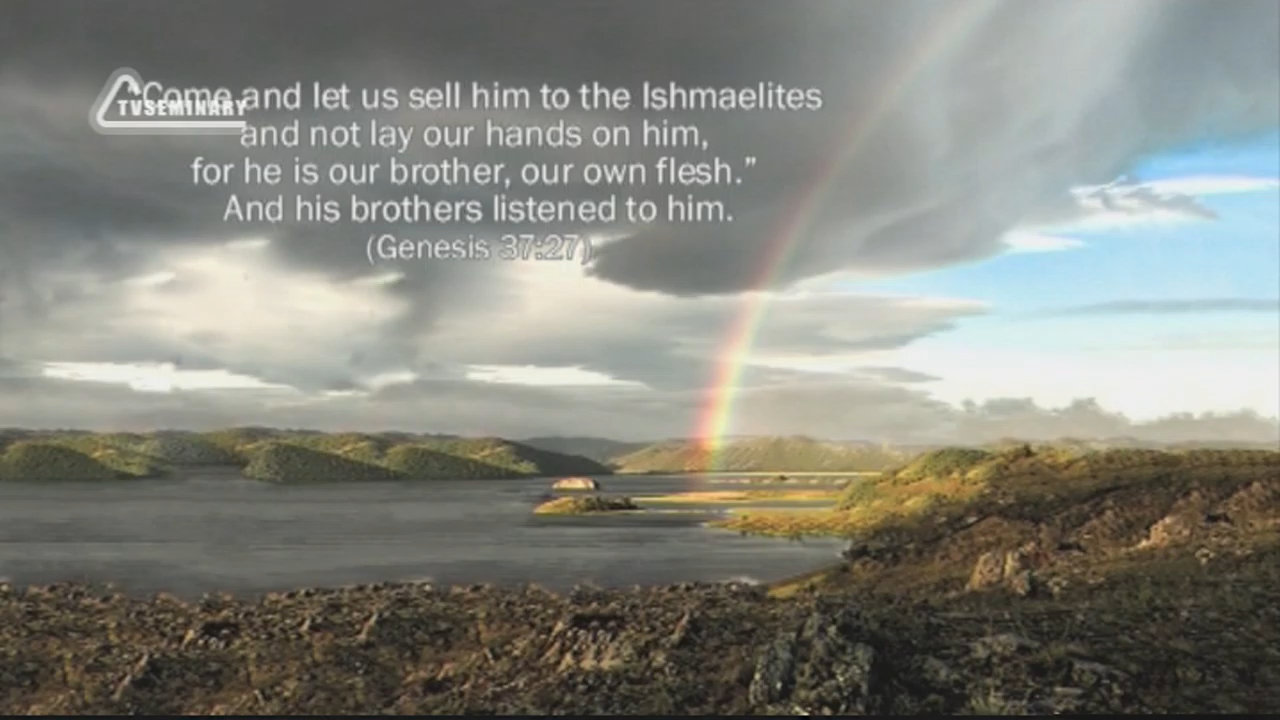 “Come and let us sell him to the Ishmaelites
and not lay our hands on him,
for he is our brother, our own flesh.”
And his brothers listened to him.
(Genesis 37:27)
TVSEMINARY